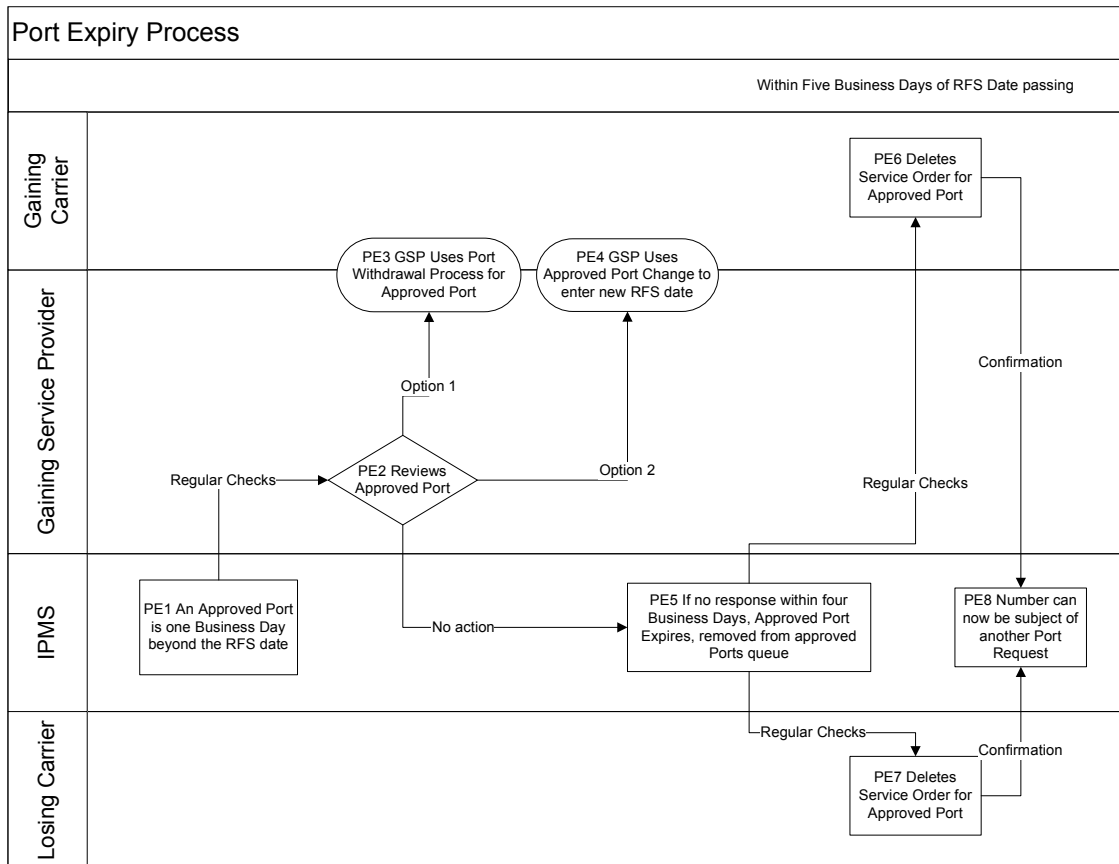 Port Expiry Process
Within Five Business Days of RFS Date passing
Gaining
Carrier
PE6 Deletes
Service Order for
Approved Port
PE3 GSP Uses Port
Withdrawal Process for
Approved Port
PE4 GSP Uses
Approved Port Change to
enter new RFS date
Gaining Service Provider
Confirmation
Option 1
PE2 Reviews
Approved Port
Regular Checks
Option 2
Regular Checks
IPMS
PE1 An Approved Port
is one Business Day
beyond the RFS date
No action
PE5 If no response within four
Business Days, Approved Port
Expires, removed from approved
Ports queue
PE8 Number can
now be subject of
another Port
Request
Losing Carrier
Regular Checks
Confirmation
PE7 Deletes
Service Order for
Approved Port